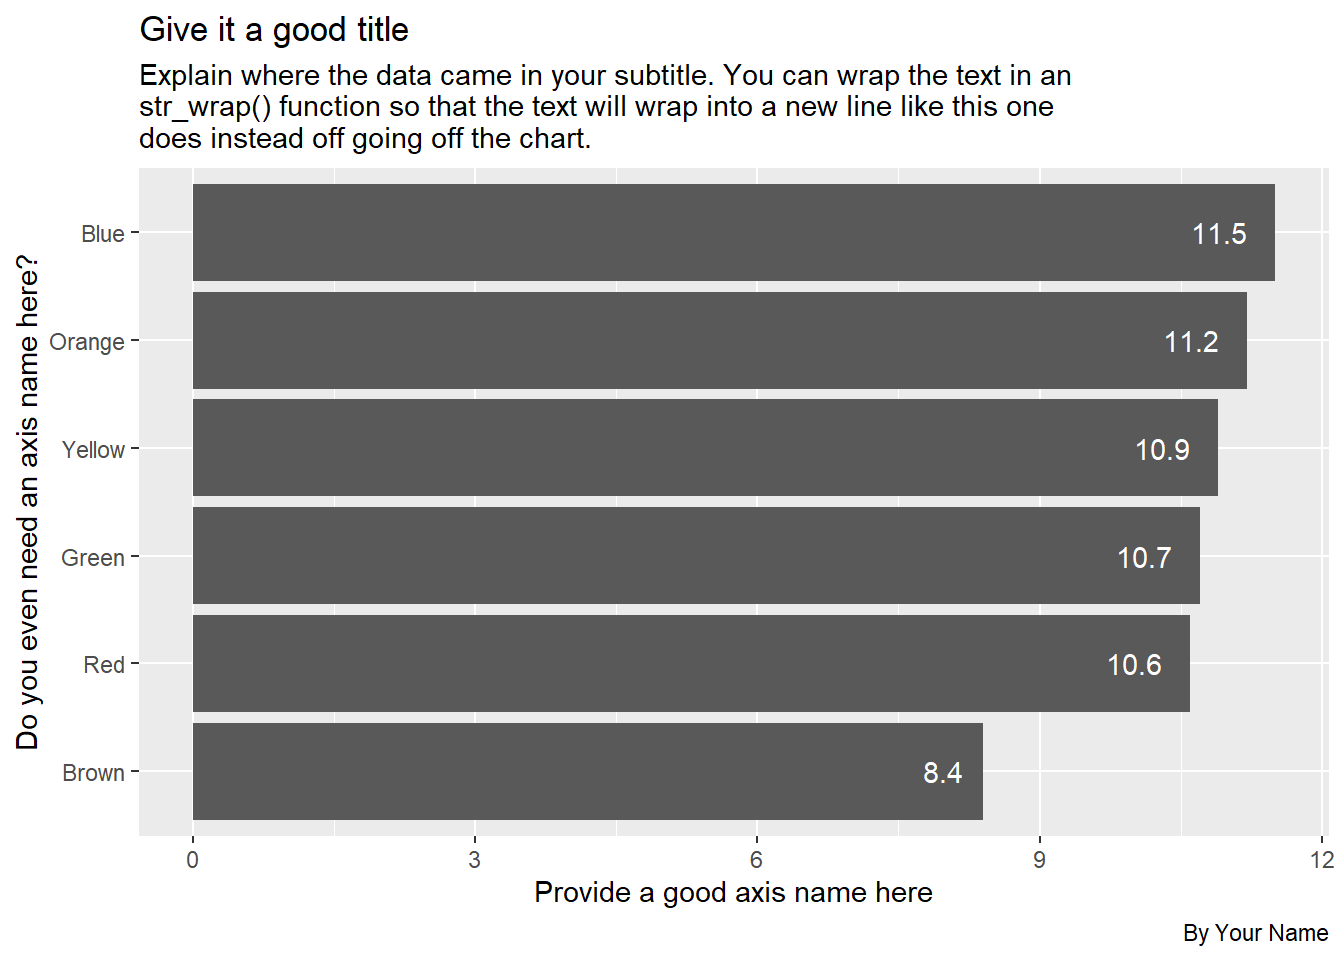 Give it a good title
Explain where the data came in your subtitle. You can wrap the text in an
str_wrap() function so that the text will wrap into a new line like this one
does instead off going off the chart.
Do you even need an axis name here?
Blue
11.5
Orange
11.2
Yellow
10.9
Green
10.7
Red
10.6
Brown
8.4
0
3
6
9
12
Provide a good axis name here
By Your Name